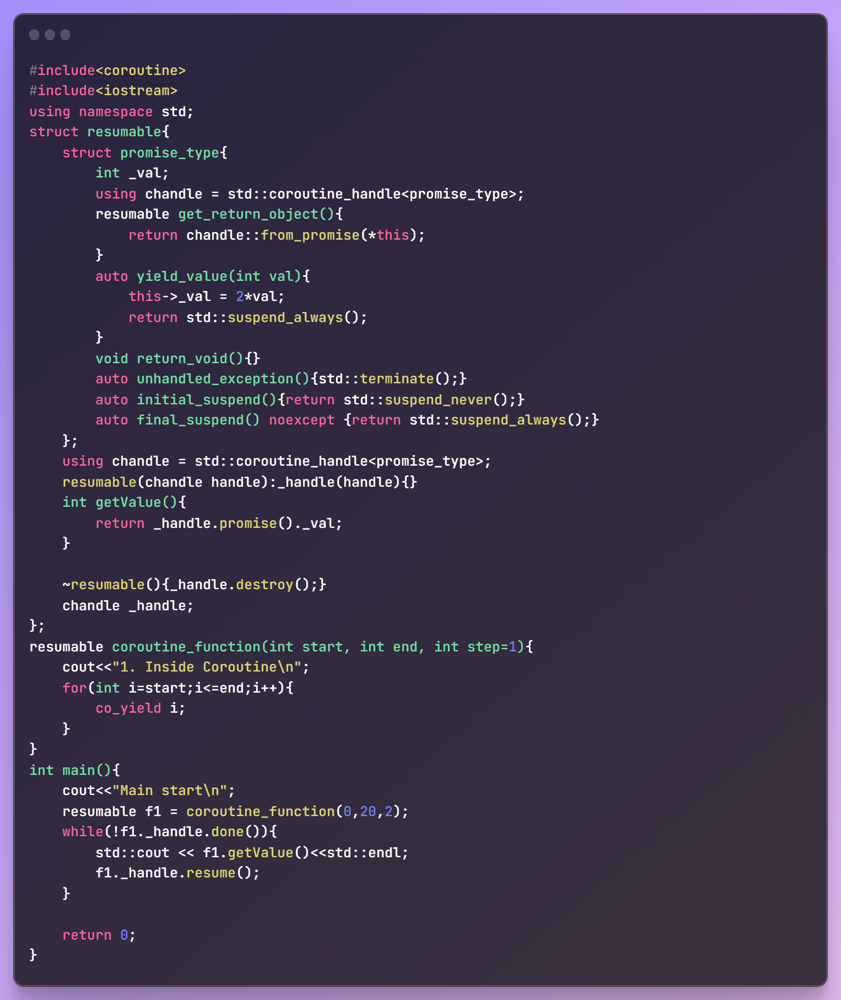 #include<coroutine>
#include<iostream>
using namespace std;
struct resumable{
    struct promise_type{
        int _val;
        using chandle = std::coroutine_handle<promise_type>;
        resumable get_return_object(){
            return chandle::from_promise(*this);
        }
        auto yield_value(int val){
            this->_val = 2*val;
            return std::suspend_always();
        }
        void return_void(){}
        auto unhandled_exception(){std::terminate();}
        auto initial_suspend(){return std::suspend_never();}
        auto final_suspend() noexcept {return std::suspend_always();}
    };
    using chandle = std::coroutine_handle<promise_type>;
    resumable(chandle handle):_handle(handle){}
    int getValue(){
        return _handle.promise()._val;
    }

    ~resumable(){_handle.destroy();}
    chandle _handle;
};
resumable coroutine_function(int start, int end, int step=1){
    cout<<"1. Inside Coroutine\n";
    for(int i=start;i<=end;i++){
        co_yield i;
    }
}
int main(){
    cout<<"Main start\n";
    resumable f1 = coroutine_function(0,20,2);
    while(!f1._handle.done()){
        std::cout << f1.getValue()<<std::endl;
        f1._handle.resume();
    }

    return 0;
}